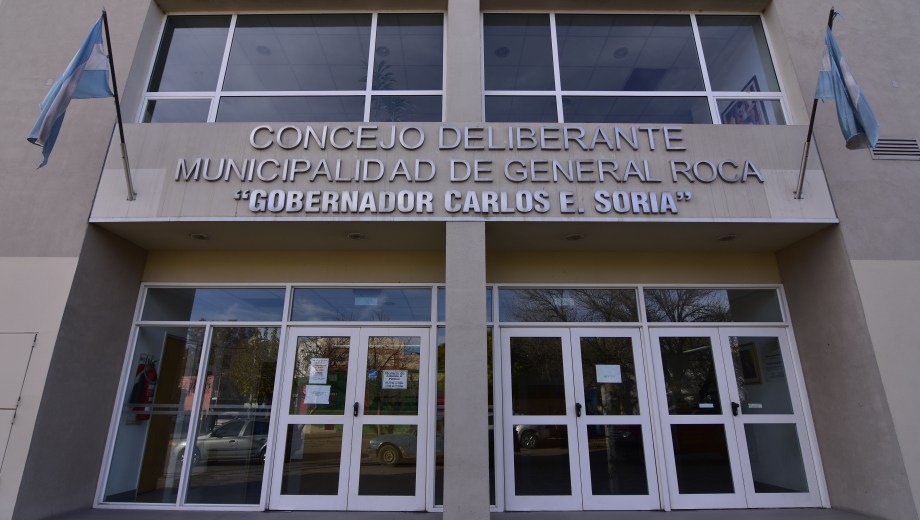 CONCEJO DELIBERANTE
MUNICIPALIDAD DE GENERAL ROCA
“GOBERNADOR CARLOS E. SORIA”